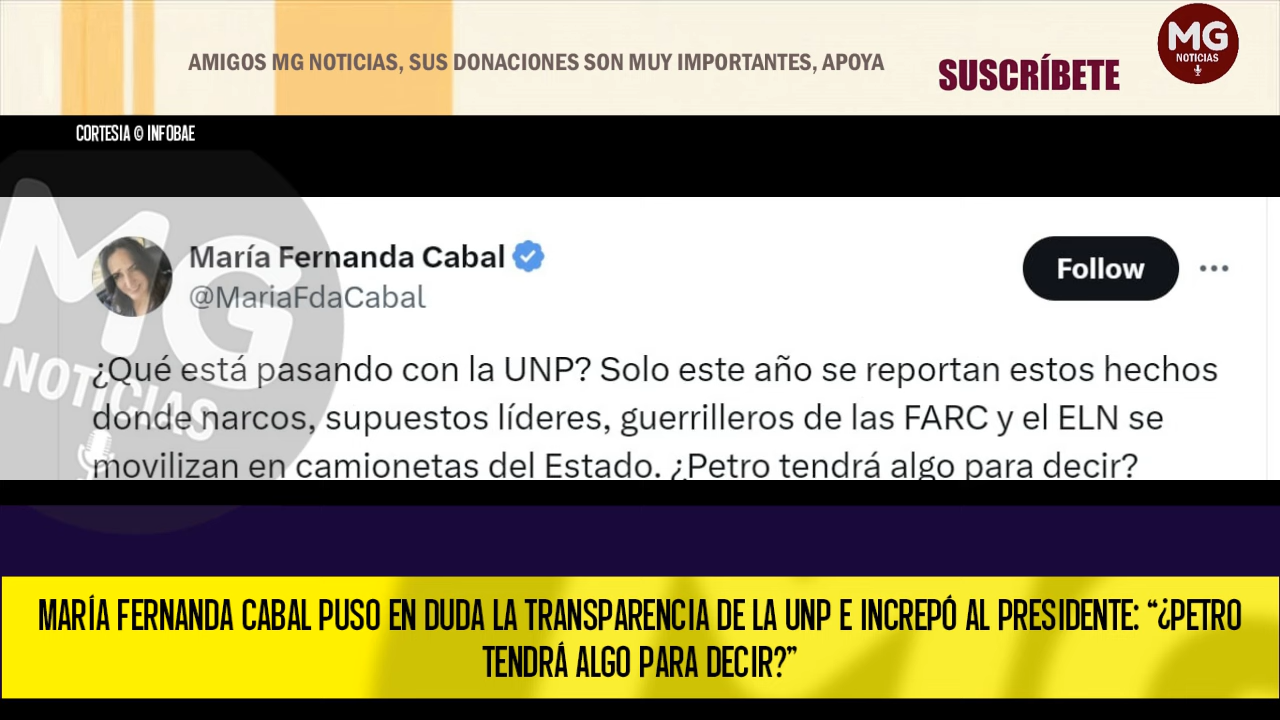 AMIGOS MG NOTICIAS, SUS DONACIONES SON MUY IMPORTANTES, APOYA
SUSCRÍBETE
MG
NOTICIAS
CORTESIA © INFOBAE
MG
NOTICIAS
María Fernanda Cabal
@MariaFdaCabal
Follow
¿Qué está pasando con la UNP? Solo este año se reportan estos hechos
donde narcos, supuestos líderes, guerrilleros de las FARC y el ELN se
movilizan en camionetas del Estado. ¿Petro tendrá algo para decir?
MARÍA FERNANDA CABAL PUSO EN DUDA LA TRANSPARENCIA DE LA UNP E INCREPÓ AL PRESIDENTE: “¿PETRO
TENDRÁ ALGO PARA DECIR?”